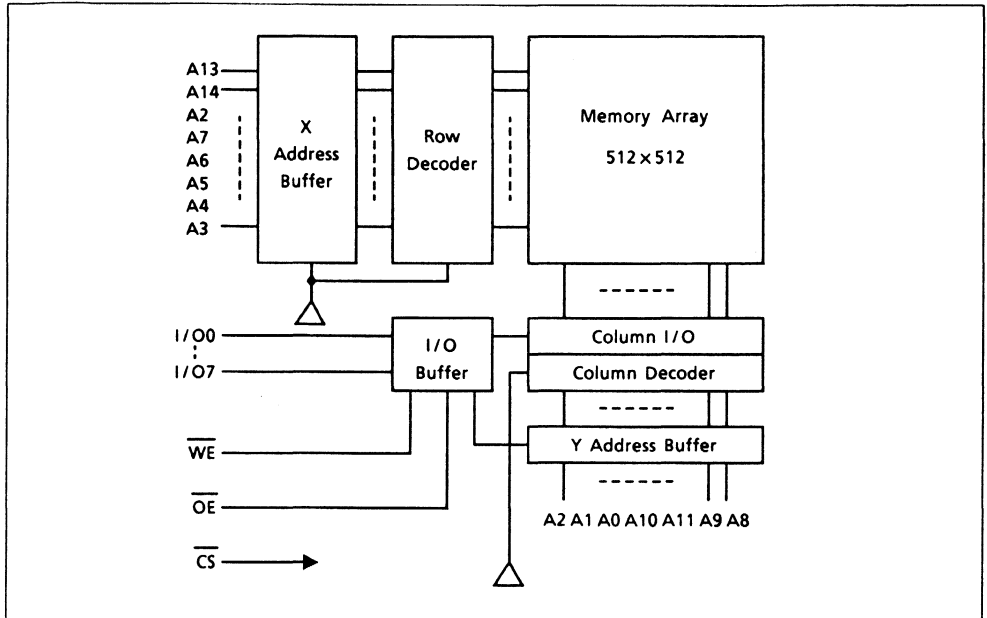 A13
A14
A2
A7
A6
A5
A4
A3
X
Address
Buffer
Row
Decoder
Memory Array
512×512
I/O0
I/O7
I/O
Buffer
Column I/O
Column Decoder
Y Address Buffer
WE
OE
CS
A2 A1 A0 A10 A11 A9 A8